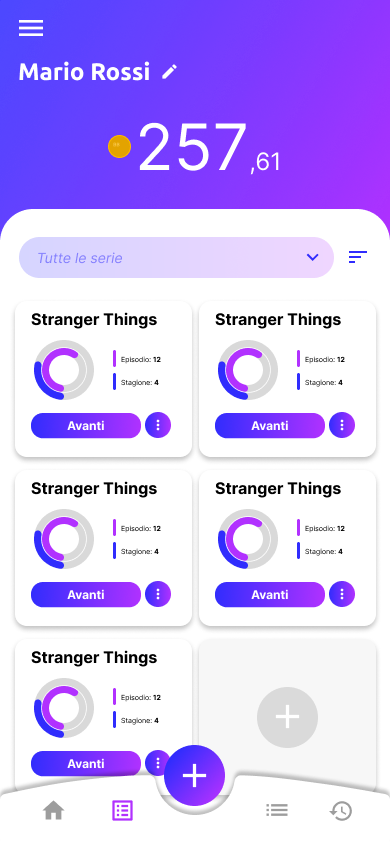 Mario Rossi
257,61
Tutte le serie
Stranger Things
Episodio: 12
Stagione: 4
Avanti
Stranger Things
Episodio: 12
Stagione: 4
Avanti
Stranger Things
Episodio: 12
Stagione: 4
Avanti
Stranger Things
Episodio: 12
Stagione: 4
Avanti
Stranger Things
Episodio: 12
Stagione: 4
Avanti